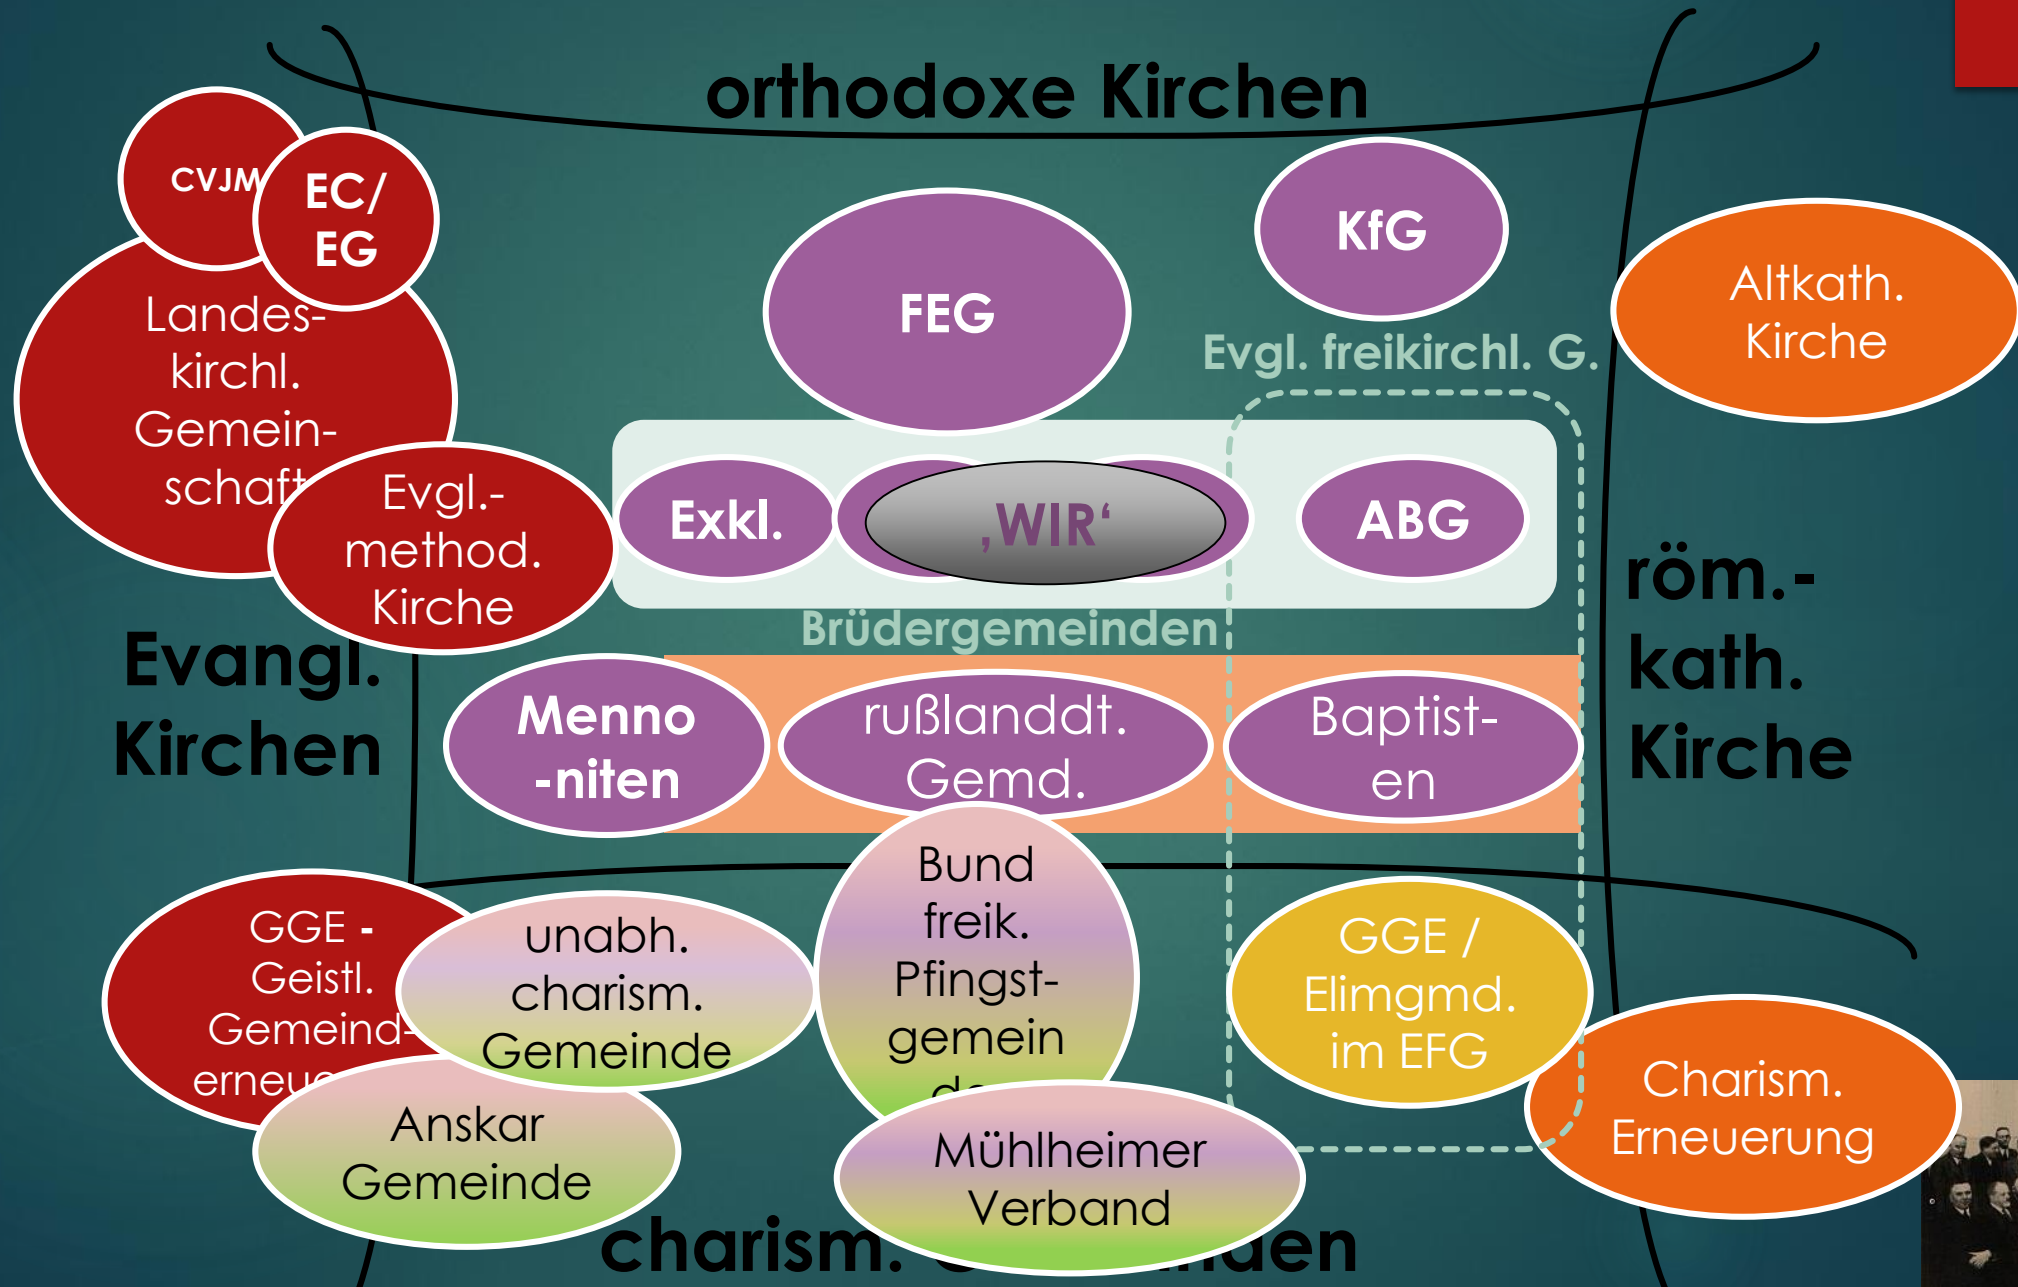 orthodoxe Kirchen
CVJM
EC/
EG
KfG
FEG
Altkath.
Kirche
Landes-
kirchl.
Gemein-
schaft
Evgl. freikirchl. G.
Evgl.-
method.
Kirche
Exkl.
‚WIR‘
ABG
Brüdergemeinden
röm.-
kath.
Kirche
Evangl.
Kirchen
Menno
-niten
rußlanddt.
Gemd.
Baptist-
en
Bund
freik.
Pfingst-
gemein
GGE -
Geistl.
Gemeind-
unabh.
charism.
Gemeinde
GGE /
Elimgmd.
im EFG
Charism.
Erneuerung
Anskar
Gemeinde
Mühlheimer
Verband
charism.